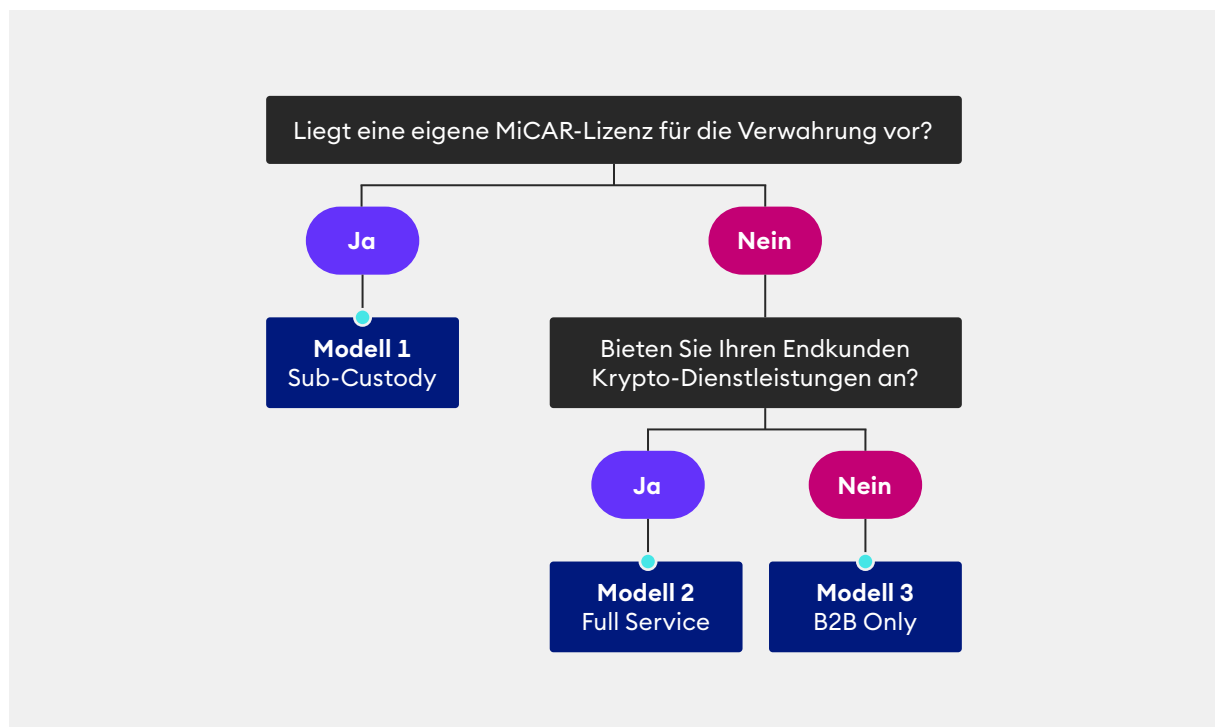 Liegt eine eigene MiCAR-Lizenz für die Verwahrung vor?
Ja
Nein
Modell 1
Sub-Custody
Bieten Sie Ihren Endkunden
Krypto-Dienstleistungen an?
Ja
Nein
Modell 2
Full Service
Modell 3
B2B Only